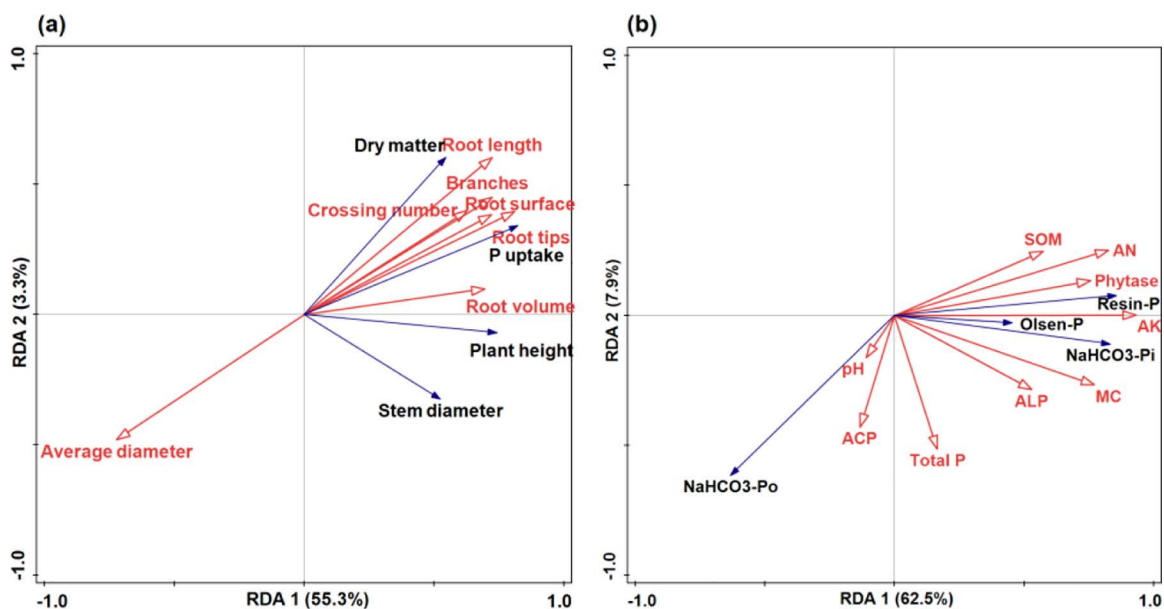 (a)
1.0
RDA 2 (3.3%)
-1.0
Dry matter
Root length
Branches
Crossing number
Root surface
Root tips
P uptake
Root volume
Plant height
Stem diameter
Average diameter
-1.0
RDA 1 (55.3%)
1.0
(b)
1.0
RDA 2 (7.9%)
-1.0
SOM
AN
Phytase
Resin-P
Olsen-P
AK
NaHCO3-Pi
pH
ALP
MC
ACP
Total P
NaHCO3-Po
-1.0
RDA 1 (62.5%)
1.0